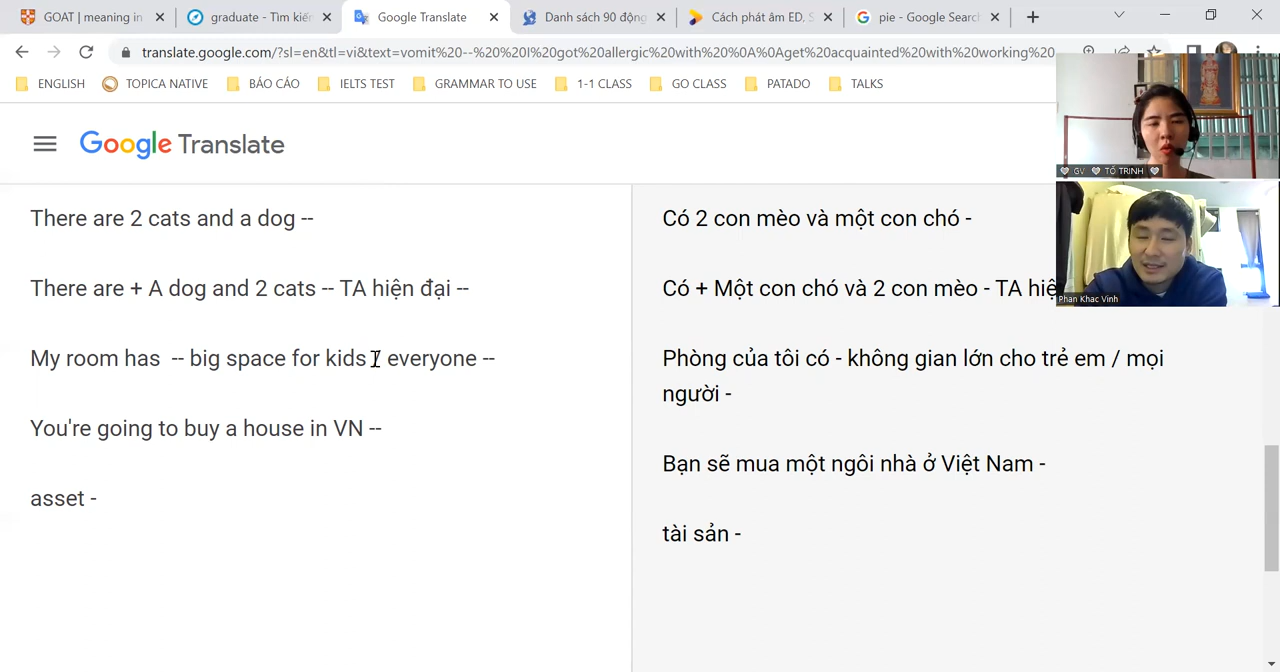 GOAT | meaning in
graduate - Tìm kiế
Google Translate
Danh sách 90 động
Cách phát âm ED, S
pie - Google Searc
translate.google.com/?sl=en&tl=vi&text=vomit%20--%20%20I%20got%20allergic%20with%20%0A%0Aget%20acquainted%20with%20working%20
ENGLISH
TOPICA NATIVE
BÁO CÁO
IELTS TEST
GRAMMAR TO USE
1-1 CLASS
GO CLASS
PATADO
TALKS
Google Translate
GV TỐ TRINH
Phan Khac Vinh
There are 2 cats and a dog --
There are + A dog and 2 cats -- TA hiện đại --
My room has -- big space for kids / everyone --
You're going to buy a house in VN --
asset -
Có 2 con mèo và một con chó -
Có + Một con chó và 2 con mèo - TA hiệ
Phòng của tôi có - không gian lớn cho trẻ em / mọi
người -
Bạn sẽ mua một ngôi nhà ở Việt Nam -
tài sản -